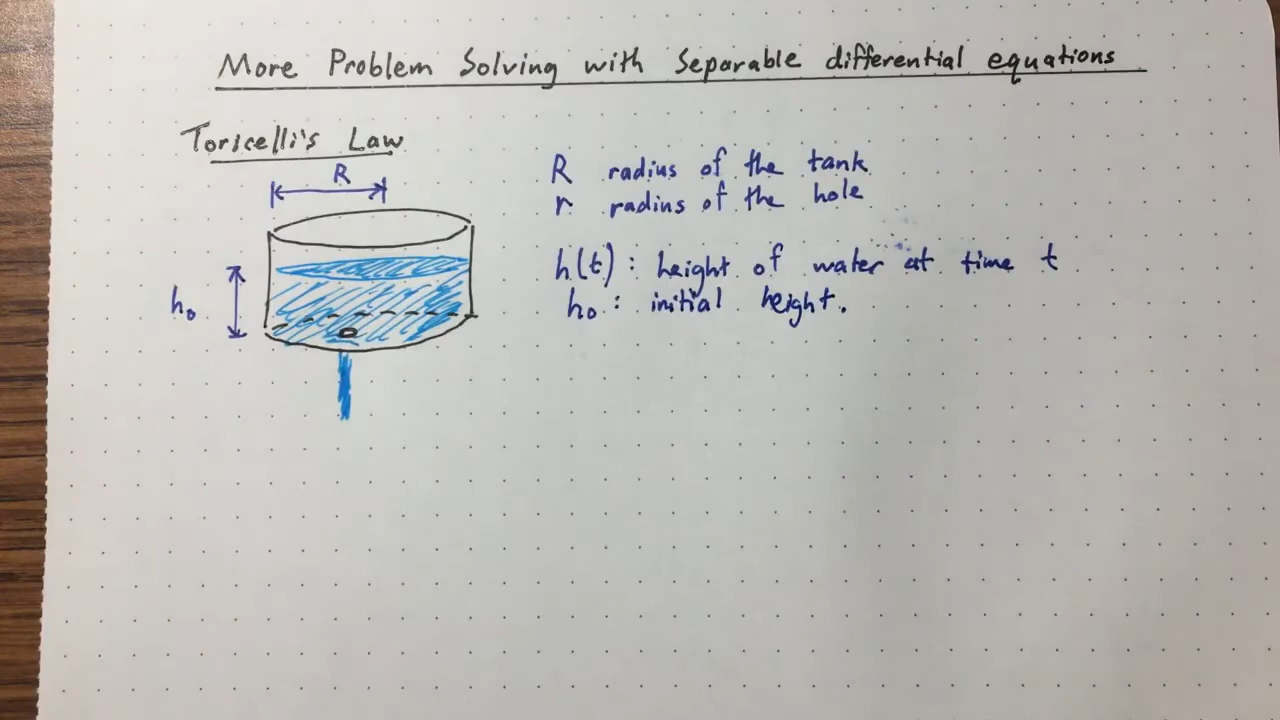 More Problem Solving with Separable differential equations
Toricelli's Law
R
h₀
R radius of the tank
r radius of the hole
h(t) : height of water at time t
h₀ : initial height.